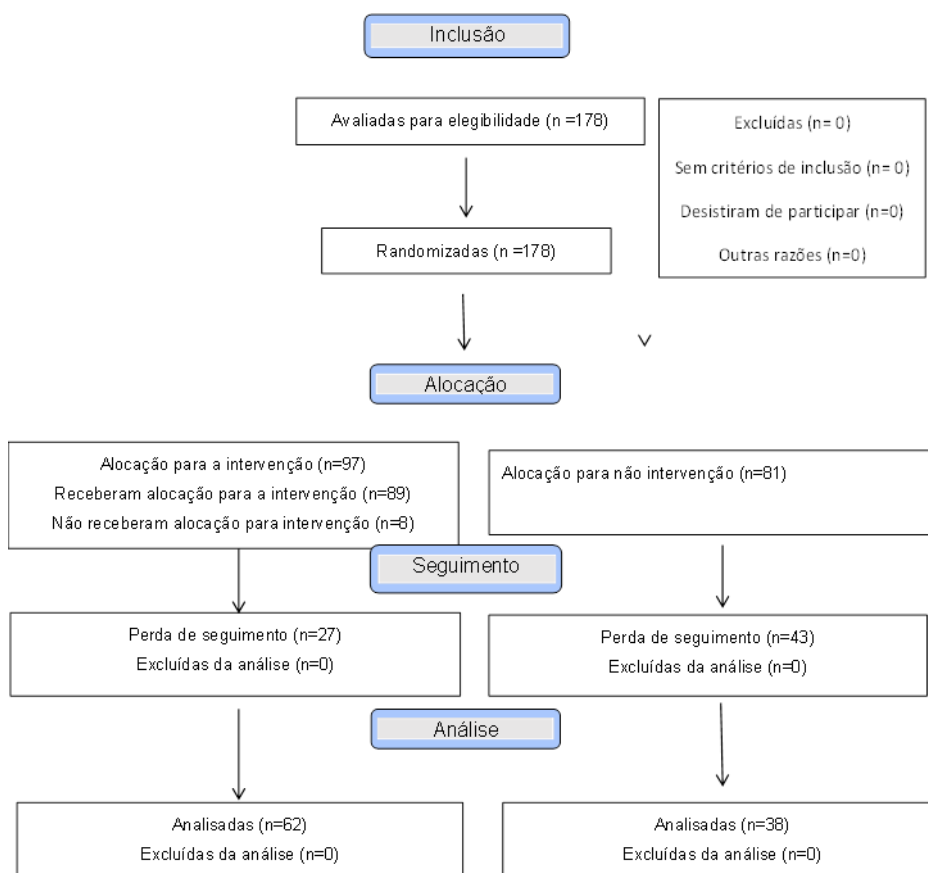 Inclusão
Avaliadas para elegibilidade (n =178)
Excluídas (n= 0)
Sem critérios de inclusão (n= 0)
Desistiram de participar (n=0)
Outras razões (n=0)
Randomizadas (n =178)
Alocação
Alocação para a intervenção (n=97)
Receberam alocação para a intervenção (n=89)
Não receberam alocação para intervenção (n=8)
Alocação para não intervenção (n=81)
Seguimento
Perda de seguimento (n=27)
Excluídas da análise (n=0)
Perda de seguimento (n=43)
Excluídas da análise (n=0)
Análise
Analisadas (n=62)
Excluídas da análise (n=0)
Analisadas (n=38)
Excluídas da análise (n=0)